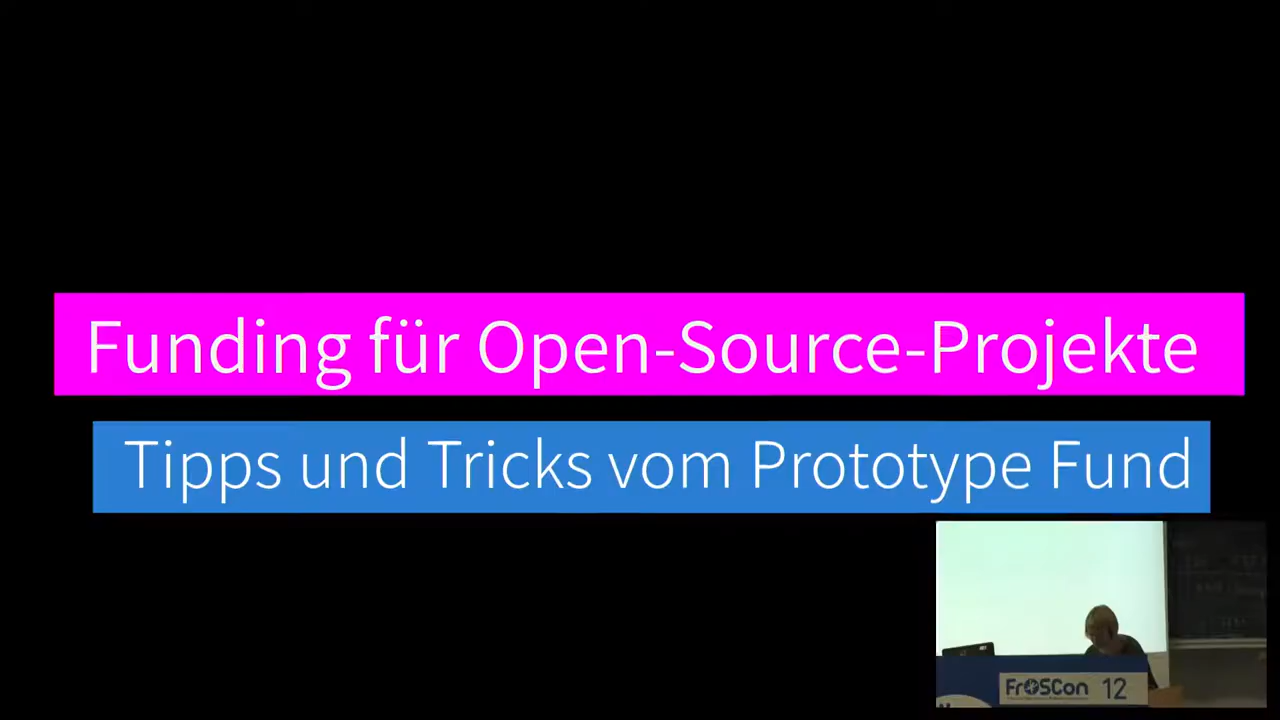 Funding für Open-Source-Projekte
Tipps und Tricks vom Prototype Fund
FrOSCon 12